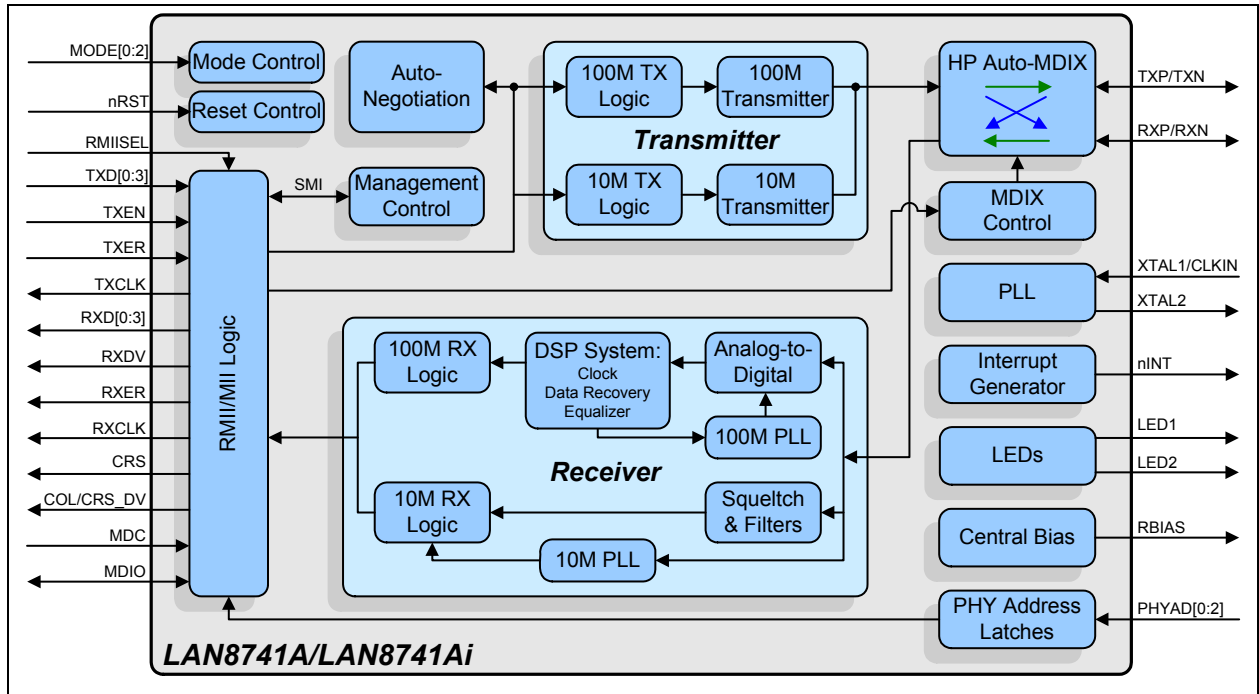 MODE[0:2]
nRST
RMIISEL
TXD[0:3]
TXEN
TXER
TXCLK
RXD[0:3]
RXDV
RXER
RXCLK
CRS
COL/CRS_DV
MDC
MDIO
Mode Control
Reset Control
RMII/MII Logic
SMI
Auto-
Negotiation
Management
Control
100M TX
Logic
100M
Transmitter
Transmitter
10M TX
Logic
10M
Transmitter
100M RX
Logic
DSP System:
Clock
Data Recovery
Equalizer
Analog-to-
Digital
100M PLL
Receiver
10M RX
Logic
Squeltch
& Filters
10M PLL
HP Auto-MDIX
MDIX
Control
PLL
Interrupt
Generator
LEDs
Central Bias
PHY Address
Latches
TXP/TXN
RXP/RXN
XTAL1/CLKIN
XTAL2
nINT
LED1
LED2
RBIAS
PHYAD[0:2]
LAN8741A/LAN8741Ai